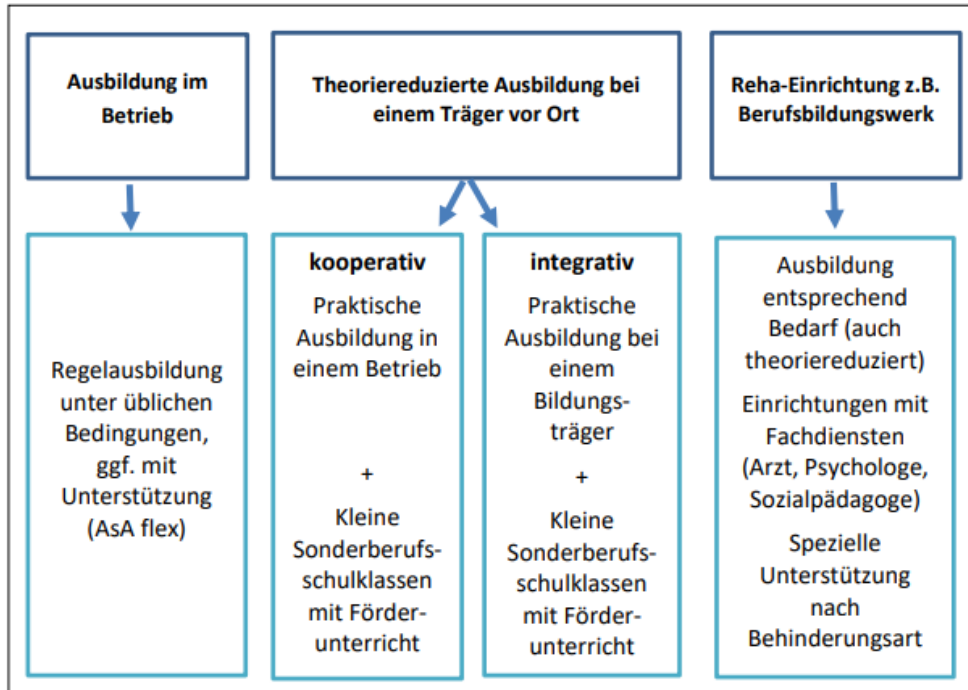 Ausbildung im
Betrieb
Theoriereduzierte Ausbildung bei
einem Träger vor Ort
Reha-Einrichtung z.B.
Berufsbildungswerk
Regelausbildung
unter üblichen
Bedingungen,
ggf. mit
Unterstützung
(AsA flex)
kooperativ
Praktische
Ausbildung in
einem Betrieb
+
Kleine
Sonderberufs-
schulklassen
mit Förder-
unterricht
integrativ
Praktische
Ausbildung bei
einem
Bildungs-
träger
+
Kleine
Sonderberufs-
schulklassen
mit Förder-
unterricht
Ausbildung
entsprechend
Bedarf (auch
theoriereduziert)
Einrichtungen mit
Fachdiensten
(Arzt, Psychologe,
Sozialpädagoge)
Spezielle
Unterstützung
nach
Behinderungsart